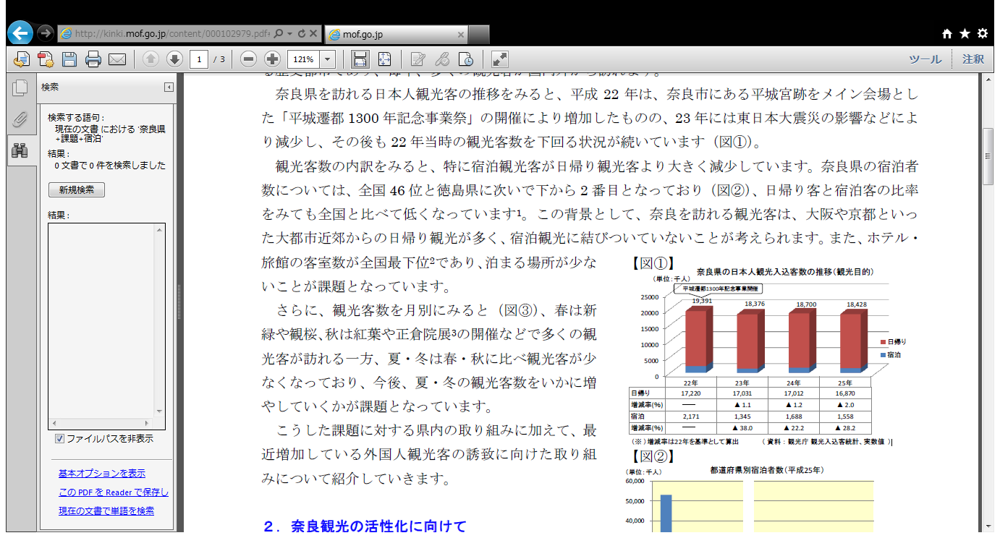 http://kinki.mof.go.jp/content/000102979.pdf
mof.go.jp
1 / 3
121%
ツール
注釈
検索
検索する語句 :
現在の文書 における '奈良県
+課題+宿泊'
結果 :
0 文書で 0 件を検索しました
新規検索
結果 :
ファイルパスを非表示
基本オプションを表示
この PDF を Reader で保存し
現在の文書で単語を検索
る歴史都市であり、毎年、多くの観光客が国内外から訪れます。
奈良県を訪れる日本人観光客の推移をみると、平成 22 年は、奈良市にある平城宮跡をメイン会場とし
た「平城遷都 1300 年記念事業祭」の開催により増加したものの、23 年には東日本大震災の影響などによ
り減少し、その後も 22 年当時の観光客数を下回る状況が続いています（図①）。
観光客数の内訳をみると、特に宿泊観光客が日帰り観光客より大きく減少しています。奈良県の宿泊者
数については、全国 46 位と徳島県に次いで下から 2 番目となっており（図②）、日帰り客と宿泊客の比率
をみても全国と比べて低くなっています¹。この背景として、奈良を訪れる観光客は、大阪や京都といっ
た大都市近郊からの日帰り観光が多く、宿泊観光に結びついていないことが考えられます。また、ホテル・
旅館の客室数が全国最下位²であり、泊まる場所が少な
いことが課題となっています。
さらに、観光客数を月別にみると（図③）、春は新
緑や観桜、秋は紅葉や正倉院展³の開催などで多くの観
光客が訪れる一方、夏・冬は春・秋に比べ観光客が少
なくなっており、今後、夏・冬の観光客数をいかに増
やしていくかが課題となっています。
こうした課題に対する県内の取り組みに加えて、最
近増加している外国人観光客の誘致に向けた取り組
みについて紹介していきます。
２．奈良観光の活性化に向けて
【図①】
奈良県の日本人観光入込客数の推移（観光目的）
（単位：千人）
平城遷都1300年記念事業開催
25000
20000
15000
10000
5000
0
19,391
18,376
18,700
18,428
日帰り
宿泊
22年 23年 24年 25年
日帰り 17,220 17,031 17,012 16,870
増減率(%) ── ▲ 1.1 ▲ 1.2 ▲ 2.0
宿泊 2,171 1,345 1,688 1,558
増減率(%) ── ▲ 38.0 ▲ 22.2 ▲ 28.2
（※）増減率は22年を基準として算出 （ 資料：観光庁 観光入込客統計、実数値 ）
【図②】
都道府県別宿泊者数（平成25年）
（単位：千人）
60,000
50,000
40,000